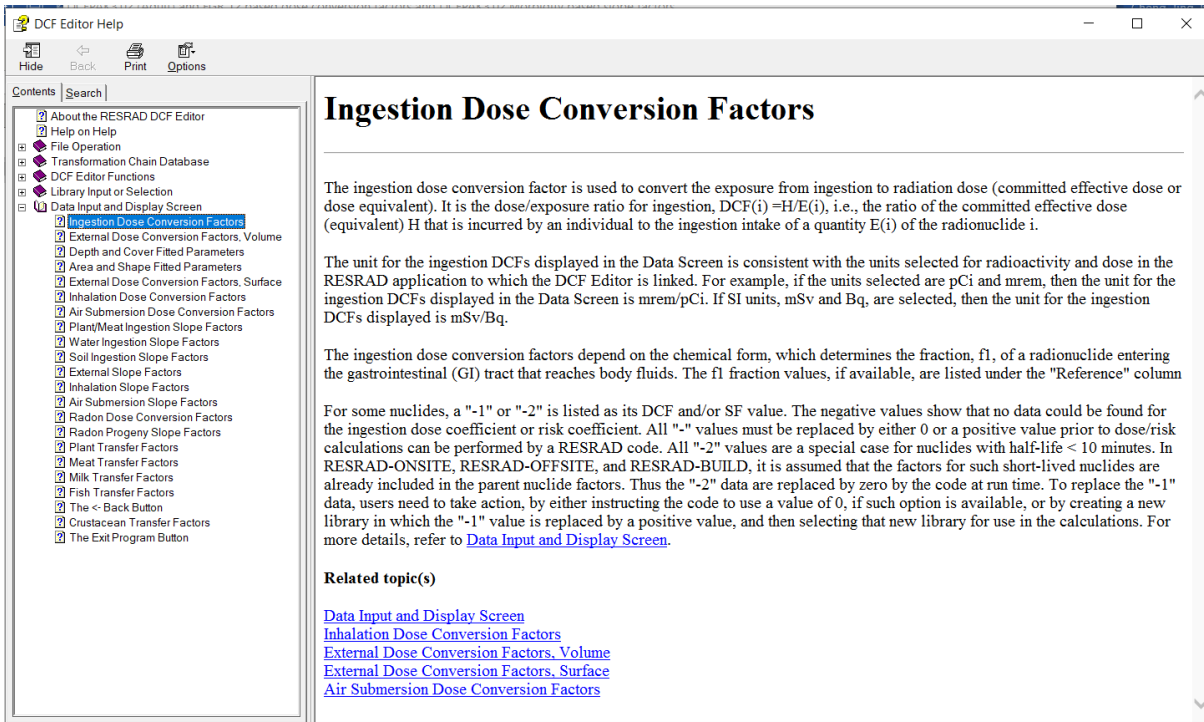 DCF Editor Help
Hide Back Print Options
Contents Search
About the RESRAD DCF Editor
Help on Help
File Operation
Transformation Chain Database
DCF Editor Functions
Library Input or Selection
Data Input and Display Screen
Ingestion Dose Conversion Factors
External Dose Conversion Factors, Volume
Depth and Cover Fitted Parameters
Area and Shape Fitted Parameters
External Dose Conversion Factors, Surface
Inhalation Dose Conversion Factors
Air Submersion Dose Conversion Factors
Plant/Meat Ingestion Slope Factors
Water Ingestion Slope Factors
Soil Ingestion Slope Factors
External Slope Factors
Inhalation Slope Factors
Air Submersion Slope Factors
Radon Dose Conversion Factors
Radon Progeny Slope Factors
Plant Transfer Factors
Meat Transfer Factors
Milk Transfer Factors
Fish Transfer Factors
The <- Back Button
Crustacean Transfer Factors
The Exit Program Button
Ingestion Dose Conversion Factors
The ingestion dose conversion factor is used to convert the exposure from ingestion to radiation dose (committed effective dose or
dose equivalent). It is the dose/exposure ratio for ingestion, DCF(i) =H/E(i), i.e., the ratio of the committed effective dose
(equivalent) H that is incurred by an individual to the ingestion intake of a quantity E(i) of the radionuclide i.
The unit for the ingestion DCFs displayed in the Data Screen is consistent with the units selected for radioactivity and dose in the
RESRAD application to which the DCF Editor is linked. For example, if the units selected are pCi and mrem, then the unit for the
ingestion DCFs displayed in the Data Screen is mrem/pCi. If SI units, mSv and Bq, are selected, then the unit for the ingestion
DCFs displayed is mSv/Bq.
The ingestion dose conversion factors depend on the chemical form, which determines the fraction, f1, of a radionuclide entering
the gastrointestinal (GI) tract that reaches body fluids. The f1 fraction values, if available, are listed under the "Reference" column
For some nuclides, a "-1" or "-2" is listed as its DCF and/or SF value. The negative values show that no data could be found for
the ingestion dose coefficient or risk coefficient. All "-" values must be replaced by either 0 or a positive value prior to dose/risk
calculations can be performed by a RESRAD code. All "-2" values are a special case for nuclides with half-life < 10 minutes. In
RESRAD-ONSITE, RESRAD-OFFSITE, and RESRAD-BUILD, it is assumed that the factors for such short-lived nuclides are
already included in the parent nuclide factors. Thus the "-2" data are replaced by zero by the code at run time. To replace the "-1"
data, users need to take action, by either instructing the code to use a value of 0, if such option is available, or by creating a new
library in which the "-1" value is replaced by a positive value, and then selecting that new library for use in the calculations. For
more details, refer to Data Input and Display Screen.
Related topic(s)
Data Input and Display Screen
Inhalation Dose Conversion Factors
External Dose Conversion Factors, Volume
External Dose Conversion Factors, Surface
Air Submersion Dose Conversion Factors